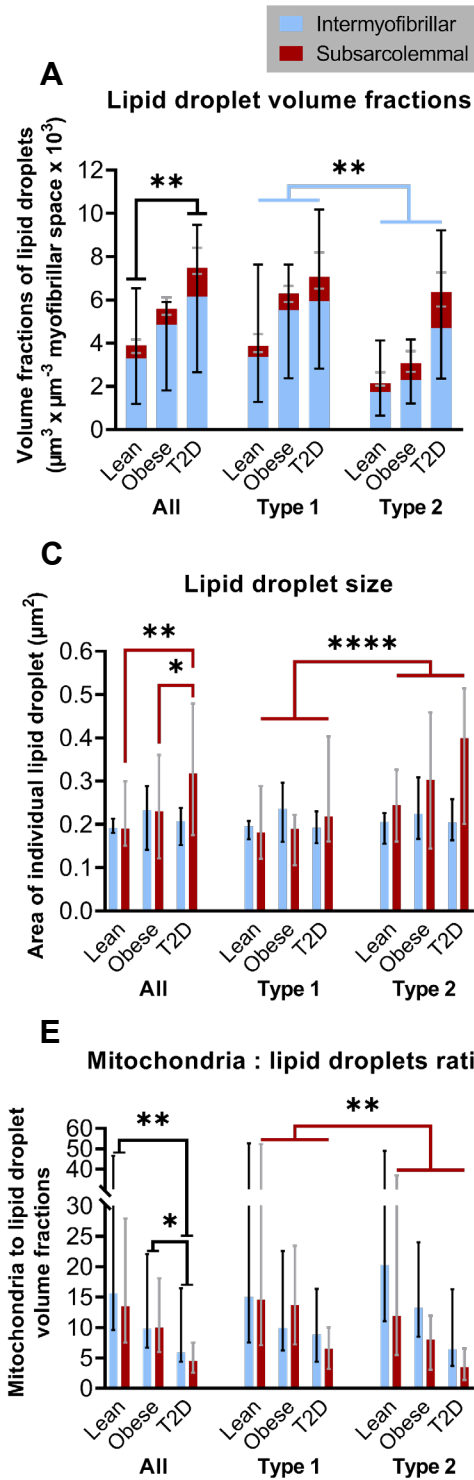 Intermyofibrillar
Subsarcolemmal
A
Lipid droplet volume fractions
Volume fractions of lipid droplets
(µm³ x µm⁻³ myofibrillar space x 10³)
12
10
8
6
4
2
0
**
**
Lean Obese T2D Lean Obese T2D Lean Obese T2D
All Type 1 Type 2
C
Lipid droplet size
Area of individual lipid droplet (µm²)
0.6
0.5
0.4
0.3
0.2
0.1
0.0
**
*
****
Lean Obese T2D Lean Obese T2D Lean Obese T2D
All Type 1 Type 2
E
Mitochondria : lipid droplets rati
Mitochondria to lipid droplet
volume fractions
60
50
40
30
25
20
15
10
5
0
**
*
**
Lean Obese T2D Lean Obese T2D Lean Obese T2D
All Type 1 Type 2